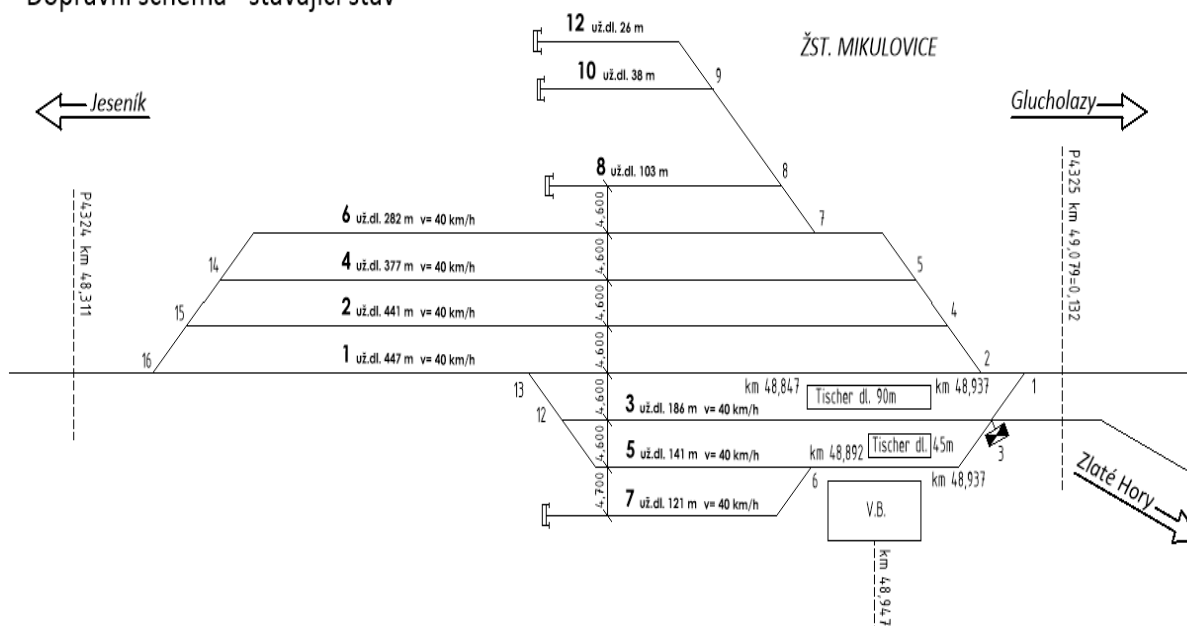 Dopravní schéma - stávající stav
12 už.dl. 26 m
ŽST. MIKULOVICE
10 už.dl. 38 m
9
Jeseník
Glucholazy
P4324 km 48,311
P4325 km 49,079=0,132
8 už.dl. 103 m
8
4,600
7
6 už.dl. 282 m v= 40 km/h
4,600
14
4 už.dl. 377 m v= 40 km/h
5
4,600
15
2 už.dl. 441 m v= 40 km/h
4
4,600
16
1 už.dl. 447 m v= 40 km/h
2
1
13
4,600
km 48,847
km 48,937
Tischer dl. 90m
12
3 už.dl. 186 m v= 40 km/h
3
4,600
5 už.dl. 141 m v= 40 km/h
km 48,892
Tischer dl. 45m
6
km 48,937
4,700
7 už.dl. 121 m v= 40 km/h
V.B.
km 48,947
Zlaté Hory